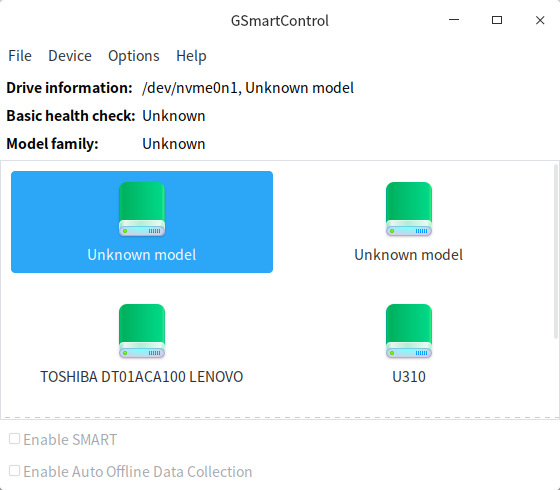 GSmartControl
File Device Options Help
Drive information: /dev/nvme0n1, Unknown model
Basic health check: Unknown
Model family: Unknown
Unknown model Unknown model
TOSHIBA DT01ACA100 LENOVO U310
Enable SMART
Enable Auto Offline Data Collection